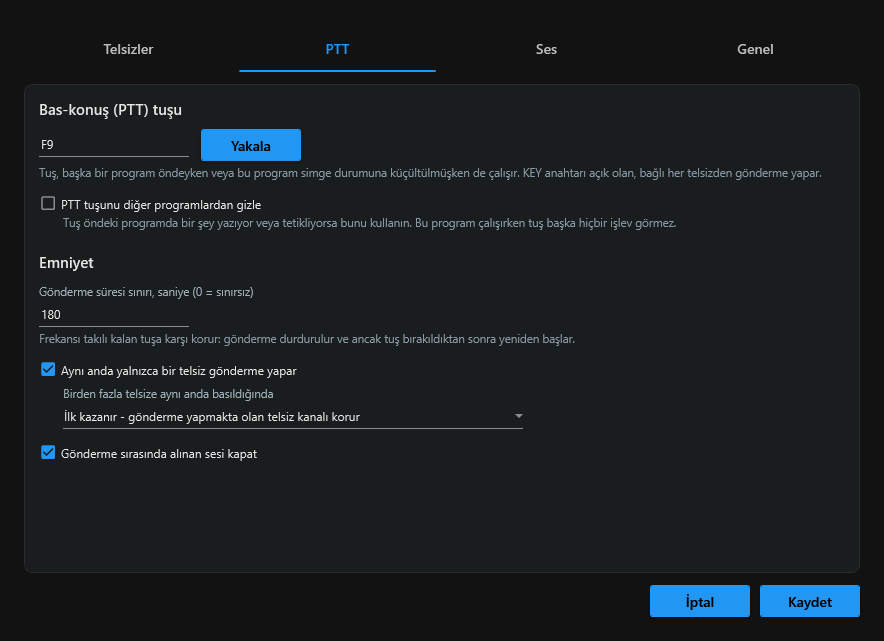 Telsizler
PTT
Ses
Genel
Bas-konuş (PTT) tuşu
F9
Yakala
Tuş, başka bir program öndeyken veya bu program simge durumuna küçültülmüşken de çalışır. KEY anahtarı açık olan, bağlı her telsizden gönderme yapar.
PTT tuşunu diğer programlardan gizle
Tuş öndeki programda bir şey yazıyor veya tetikliyorsa bunu kullanın. Bu program çalışırken tuş başka hiçbir işlev görmez.
Emniyet
Gönderme süresi sınırı, saniye (0 = sınırsız)
180
Frekansı takılı kalan tuşa karşı korur: gönderme durdurulur ve ancak tuş bırakıldıktan sonra yeniden başlar.
Aynı anda yalnızca bir telsiz gönderme yapar
Birden fazla telsize aynı anda basıldığında
İlk kazanır - gönderme yapmakta olan telsiz kanalı korur
Gönderme sırasında alınan sesi kapat
İptal
Kaydet